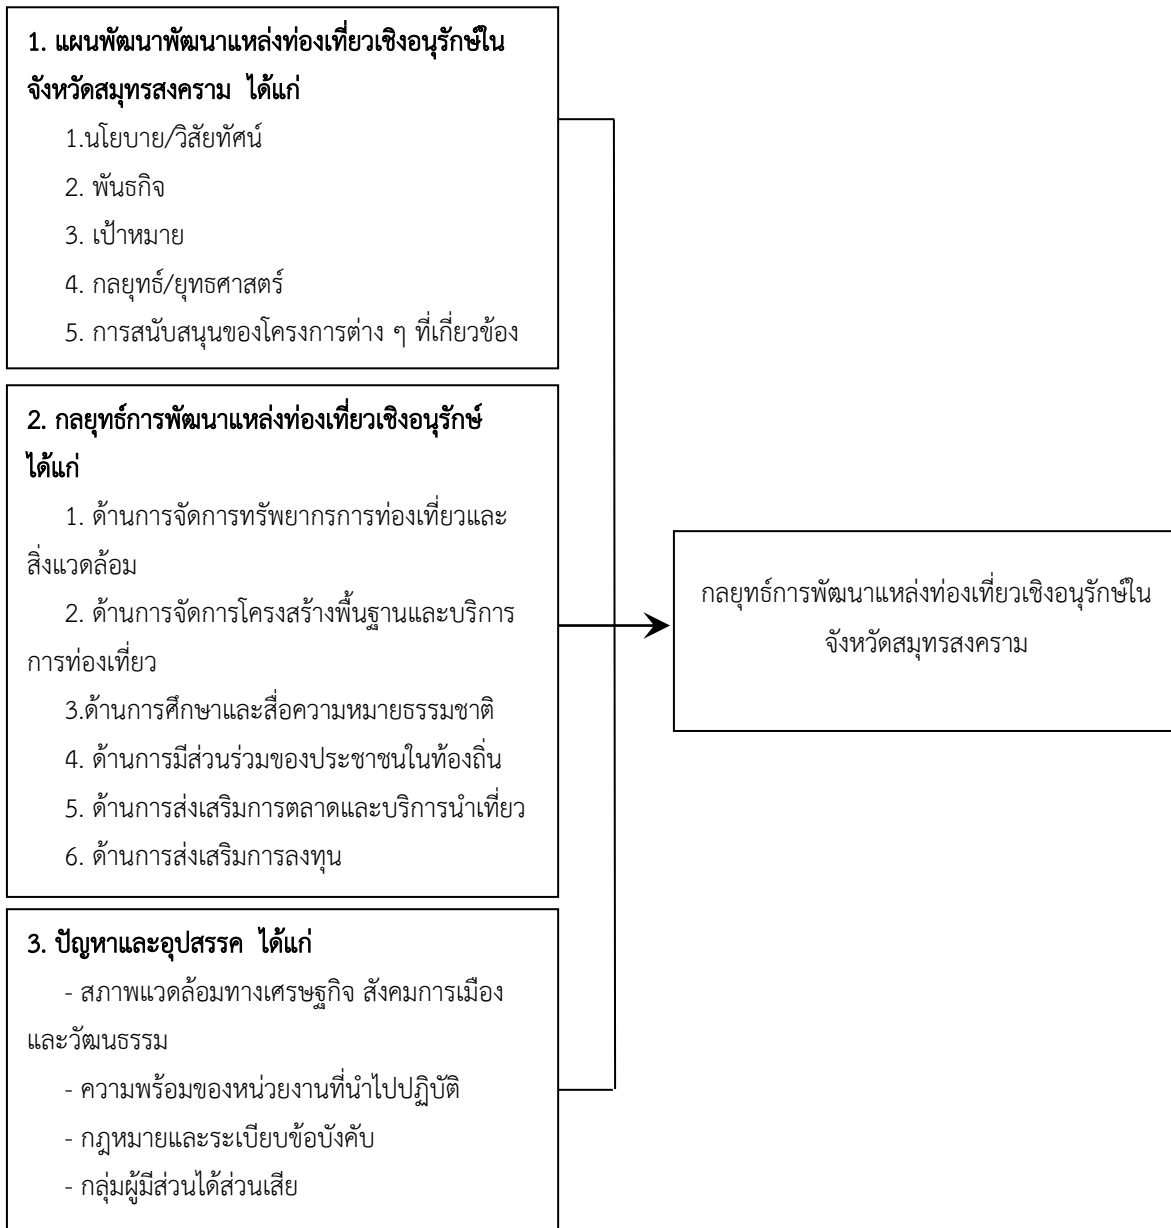 1. แผนพัฒนาพัฒนาแหล่งท่องเที่ยวเชิงอนุรักษ์ใน
จังหวัดสมุทรสงคราม ได้แก่
1.นโยบาย/วิสัยทัศน์
2. พันธกิจ
3. เป้าหมาย
4. กลยุทธ์/ยุทธศาสตร์
5. การสนับสนุนของโครงการต่าง ๆ ที่เกี่ยวข้อง
2. กลยุทธ์การพัฒนาแหล่งท่องเที่ยวเชิงอนุรักษ์
ได้แก่
1. ด้านการจัดการทรัพยากรการท่องเที่ยวและ
สิ่งแวดล้อม
2. ด้านการจัดการโครงสร้างพื้นฐานและบริการ
การท่องเที่ยว
3.ด้านการศึกษาและสื่อความหมายธรรมชาติ
4. ด้านการมีส่วนร่วมของประชาชนในท้องถิ่น
5. ด้านการส่งเสริมการตลาดและบริการนำเที่ยว
6. ด้านการส่งเสริมการลงทุน
3. ปัญหาและอุปสรรค ได้แก่
- สภาพแวดล้อมทางเศรษฐกิจ สังคมการเมือง
และวัฒนธรรม
- ความพร้อมของหน่วยงานที่นำไปปฏิบัติ
- กฎหมายและระเบียบข้อบังคับ
- กลุ่มผู้มีส่วนได้ส่วนเสีย
กลยุทธ์การพัฒนาแหล่งท่องเที่ยวเชิงอนุรักษ์ใน
จังหวัดสมุทรสงคราม